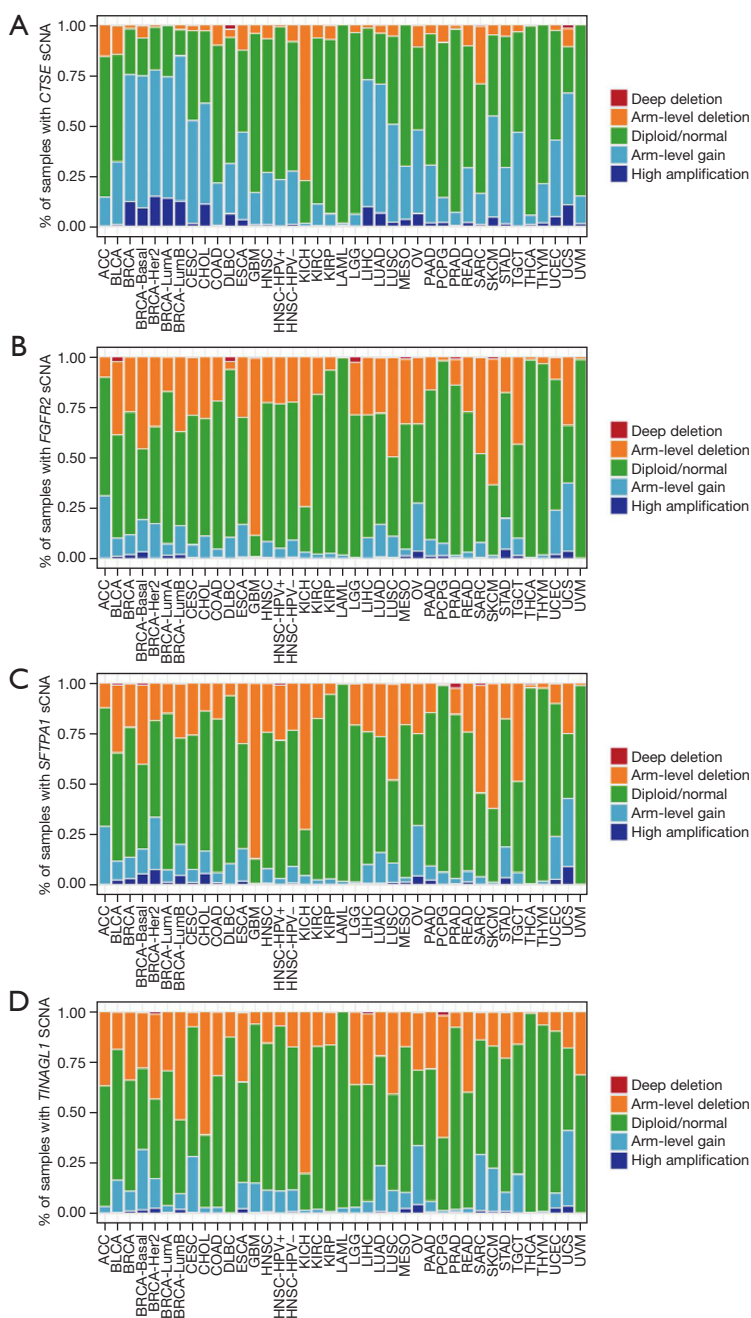 A
% of samples with CTSE sCNA
1.00
0.75
0.50
0.25
0.00
Deep deletion
Arm-level deletion
Diploid/normal
Arm-level gain
High amplification
ACC
BLCA
BRCA
BRCA-Basal
BRCA-Her2
BRCA-LumA
BRCA-LumB
CESC
CHOL
COAD
DLBC
ESCA
GBM
HNSC
HNSC-HPV+
HNSC-HPV−
KICH
KIRC
KIRP
LAML
LGG
LIHC
LUAD
LUSC
MESO
OV
PAAD
PCPG
PRAD
READ
SARC
SKCM
STAD
TGCT
THCA
THYM
UCEC
UCS
UVM
B
% of samples with FGFR2 sCNA
1.00
0.75
0.50
0.25
0.00
Deep deletion
Arm-level deletion
Diploid/normal
Arm-level gain
High amplification
ACC
BLCA
BRCA
BRCA-Basal
BRCA-Her2
BRCA-LumA
BRCA-LumB
CESC
CHOL
COAD
DLBC
ESCA
GBM
HNSC
HNSC-HPV+
HNSC-HPV−
KICH
KIRC
KIRP
LAML
LGG
LIHC
LUAD
LUSC
MESO
OV
PAAD
PCPG
PRAD
READ
SARC
SKCM
STAD
TGCT
THCA
THYM
UCEC
UCS
UVM
C
% of samples with SFTPA1 sCNA
1.00
0.75
0.50
0.25
0.00
Deep deletion
Arm-level deletion
Diploid/normal
Arm-level gain
High amplification
ACC
BLCA
BRCA
BRCA-Basal
BRCA-Her2
BRCA-LumA
BRCA-LumB
CESC
CHOL
COAD
DLBC
ESCA
GBM
HNSC
HNSC-HPV+
HNSC-HPV−
KICH
KIRC
KIRP
LAML
LGG
LIHC
LUAD
LUSC
MESO
OV
PAAD
PCPG
PRAD
READ
SARC
SKCM
STAD
TGCT
THCA
THYM
UCEC
UCS
UVM
D
% of samples with TINAGL1 SCNA
1.00
0.75
0.50
0.25
0.00
Deep deletion
Arm-level deletion
Diploid/normal
Arm-level gain
High amplification
ACC
BLCA
BRCA
BRCA-Basal
BRCA-Her2
BRCA-LumA
BRCA-LumB
CESC
CHOL
COAD
DLBC
ESCA
GBM
HNSC
HNSC-HPV+
HNSC-HPV−
KICH
KIRC
KIRP
LAML
LGG
LIHC
LUAD
LUSC
MESO
OV
PAAD
PCPG
PRAD
READ
SARC
SKCM
STAD
TGCT
THCA
THYM
UCEC
UCS
UVM